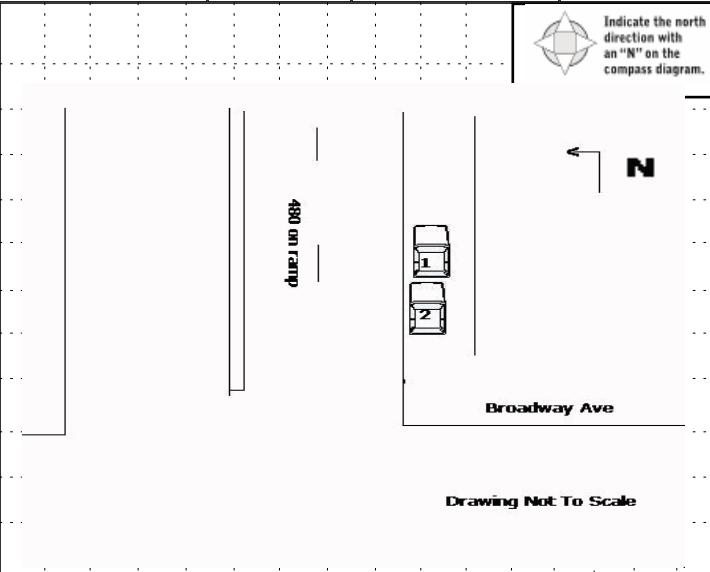 Indicate the north
direction with
an “N” on the
compass diagram.
N
480 on ramp
1
2
Broadway Ave
Drawing Not To Scale